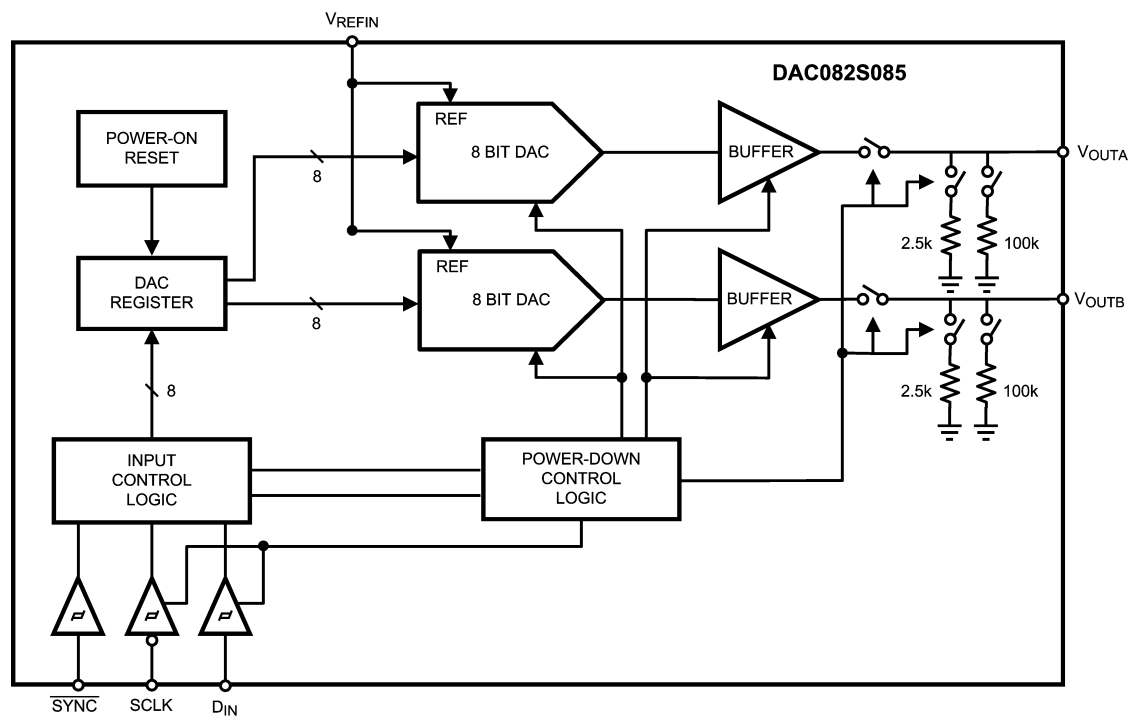 VREFIN
DAC082S085
POWER-ON
RESET
REF
8 BIT DAC
BUFFER
VOUTA
8
2.5k
100k
DAC
REGISTER
REF
8 BIT DAC
BUFFER
VOUTB
8
8
2.5k
100k
INPUT
CONTROL
LOGIC
POWER-DOWN
CONTROL
LOGIC
SYNC
SCLK
DIN